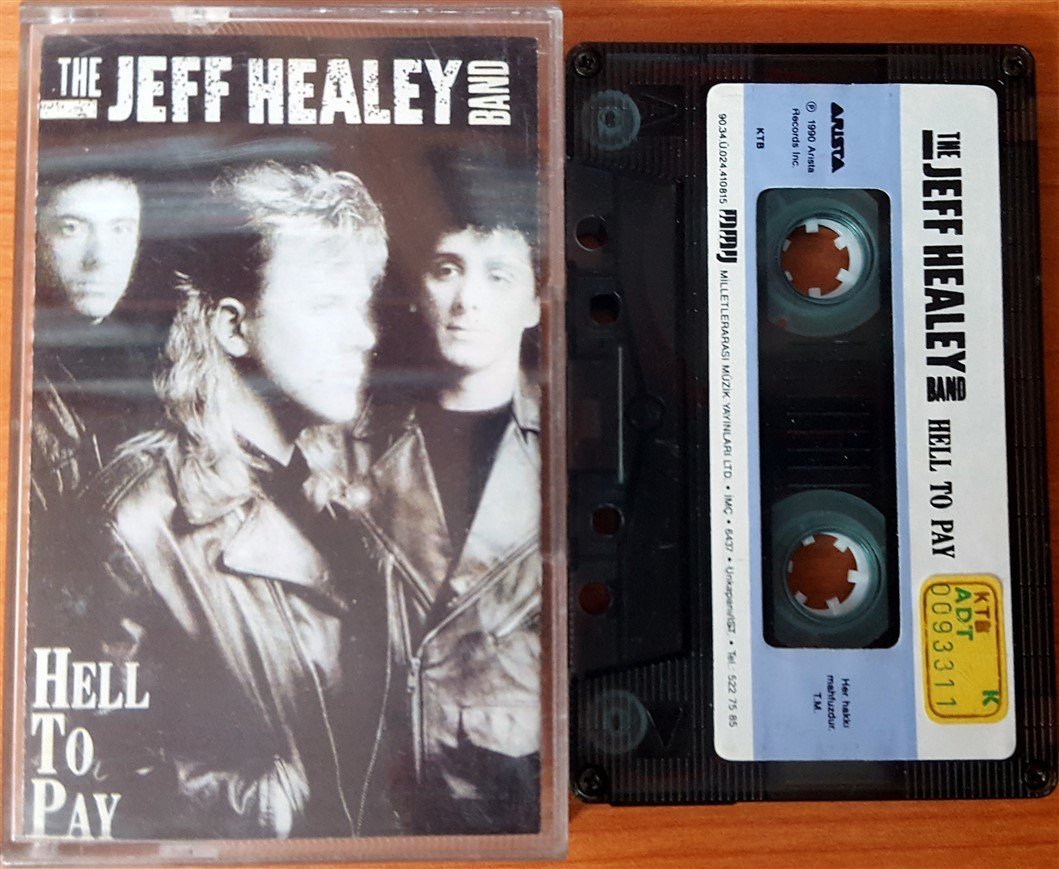 THE JEFF HEALEY BAND
HELL
TO
PAY
THE JEFF HEALEY BAND HELL TO PAY
KTB K
ADT
0093311
ARISTA
℗ 1990 Arista
Records Inc.
KTB
Her hakkı
mahfuzdur.
T.M.
90.34.Ü.024.410815 MMY MİLLETLERARASI MÜZİK YAYINLARI LTD. • İMÇ • 6437 • Unkapanı/İST. • Tel.: 522 75 85